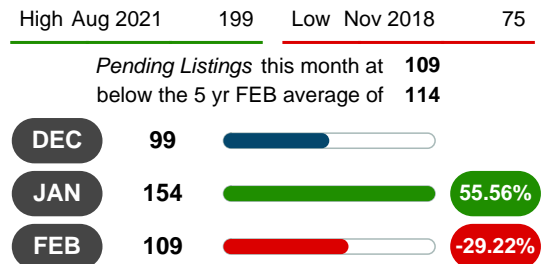 High Aug 2021 199 Low Nov 2018 75
Pending Listings this month at 109
below the 5 yr FEB average of 114
DEC 99
JAN 154 55.56%
FEB 109 -29.22%